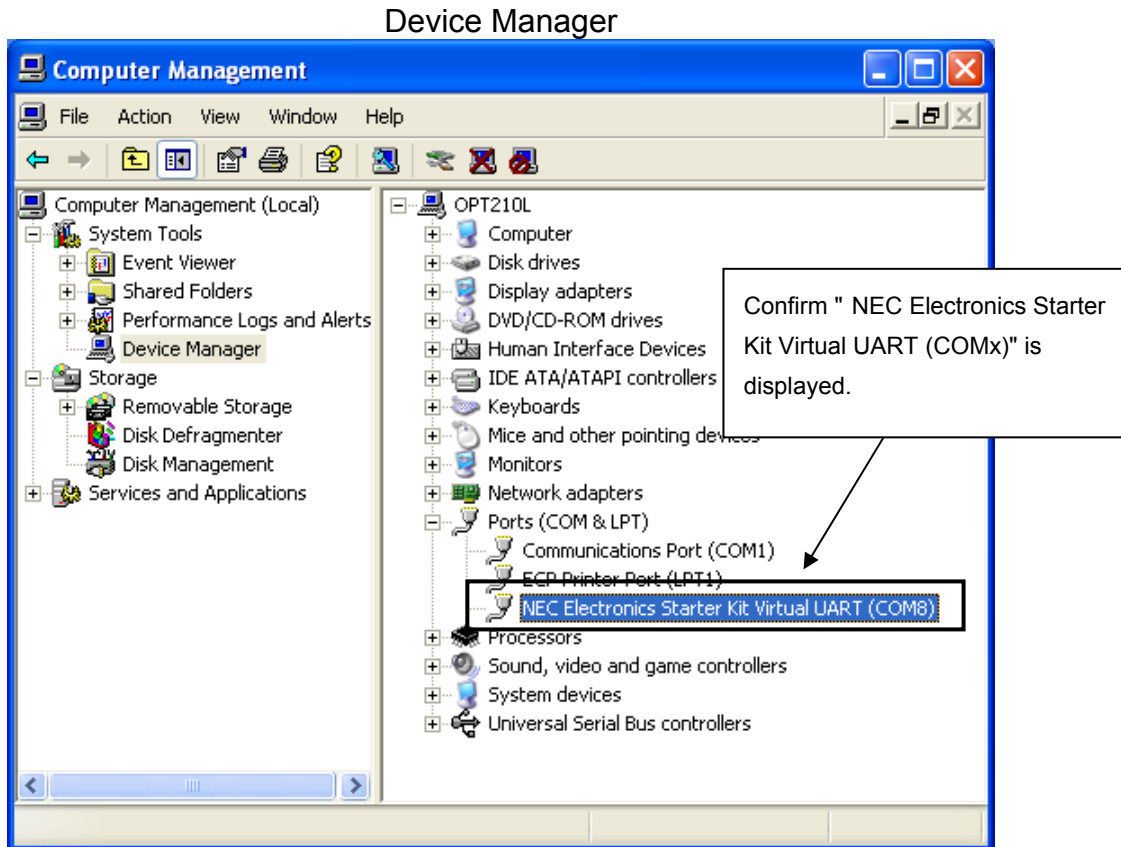 Device Manager
Computer Management
File Action View Window Help
Computer Management (Local)
System Tools
Event Viewer
Shared Folders
Performance Logs and Alerts
Device Manager
Storage
Removable Storage
Disk Defragmenter
Disk Management
Services and Applications
OPT210L
Computer
Disk drives
Display adapters
DVD/CD-ROM drives
Human Interface Devices
IDE ATA/ATAPI controllers
Keyboards
Mice and other pointing devices
Monitors
Network adapters
Ports (COM & LPT)
Communications Port (COM1)
ECP Printer Port (LPT1)
NEC Electronics Starter Kit Virtual UART (COM8)
Processors
Sound, video and game controllers
System devices
Universal Serial Bus controllers
Confirm " NEC Electronics Starter
Kit Virtual UART (COMx)" is
displayed.